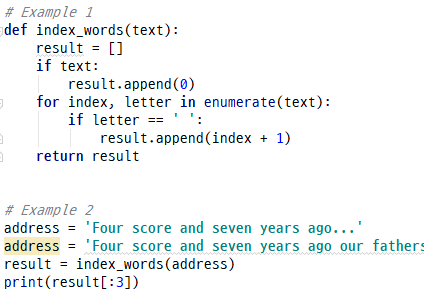 # Example 1
def index_words(text):
    result = []
    if text:
        result.append(0)
    for index, letter in enumerate(text):
        if letter == ' ':
            result.append(index + 1)
    return result
# Example 2
address = 'Four score and seven years ago...'
address = 'Four score and seven years ago our fathers
result = index_words(address)
print(result[:3])